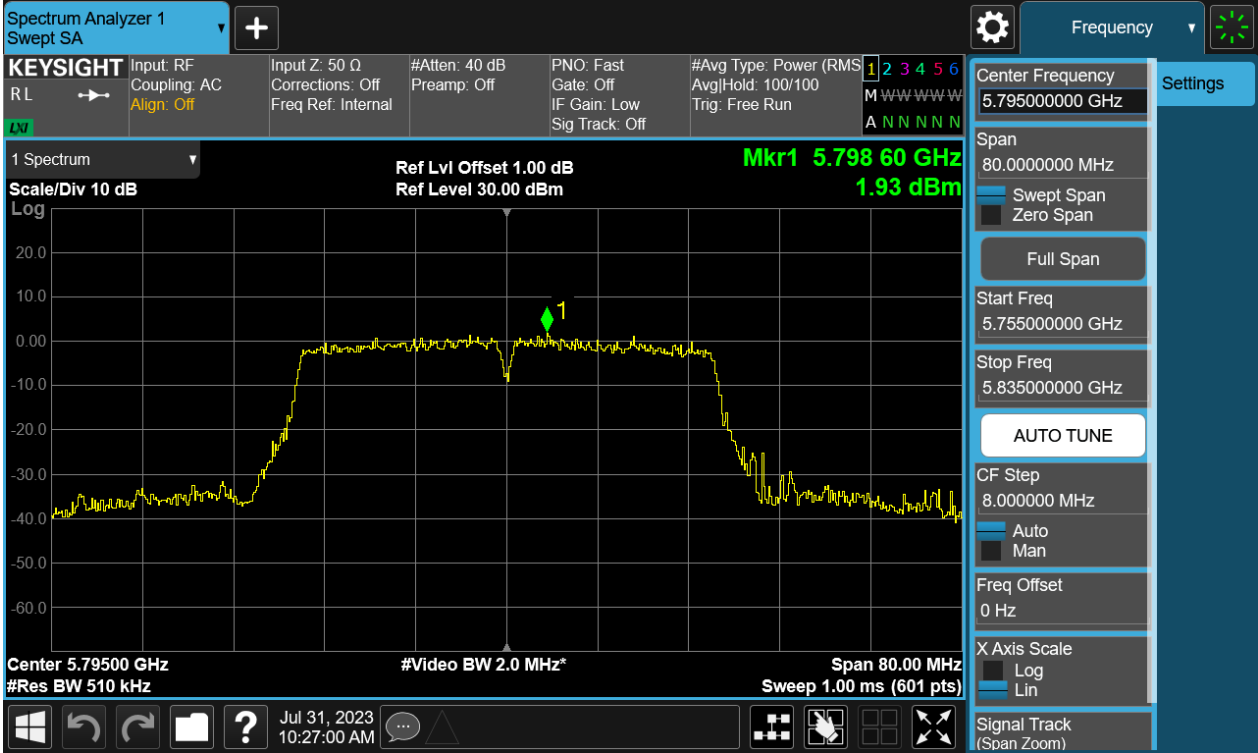 Spectrum Analyzer 1
Swept SA
+
Frequency
KEYSIGHT
RL
LXI
Input: RF
Coupling: AC
Align: Off
Input Z: 50 Ω
Corrections: Off
Freq Ref: Internal
#Atten: 40 dB
Preamp: Off
PNO: Fast
Gate: Off
IF Gain: Low
Sig Track: Off
#Avg Type: Power (RMS
Avg|Hold: 100/100
Trig: Free Run
1 2 3 4 5 6
M W W W W W
A N N N N N
1 Spectrum
Scale/Div 10 dB
Log
Ref Lvl Offset 1.00 dB
Ref Level 30.00 dBm
Mkr1 5.798 60 GHz
1.93 dBm
20.0
10.0
0.00
-10.0
-20.0
-30.0
-40.0
-50.0
-60.0
1
Center 5.79500 GHz
#Res BW 510 kHz
#Video BW 2.0 MHz*
Span 80.00 MHz
Sweep 1.00 ms (601 pts)
?
Jul 31, 2023
10:27:00 AM
Center Frequency
5.795000000 GHz
Span
80.0000000 MHz
Swept Span
Zero Span
Full Span
Start Freq
5.755000000 GHz
Stop Freq
5.835000000 GHz
AUTO TUNE
CF Step
8.000000 MHz
Auto
Man
Freq Offset
0 Hz
X Axis Scale
Log
Lin
Signal Track
(Span Zoom)
Settings